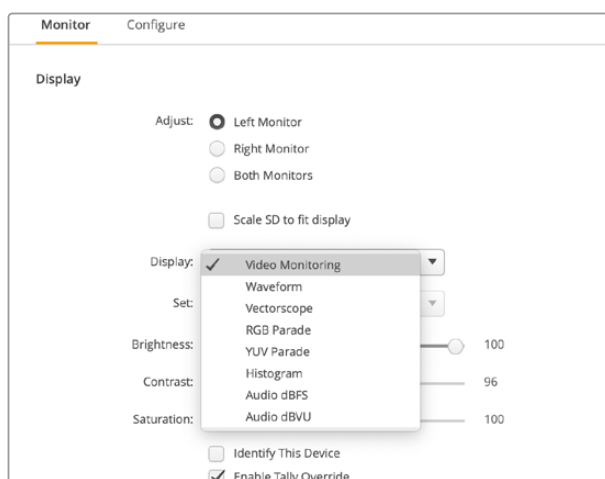 Monitor Configure
Display
Adjust: Left Monitor
Right Monitor
Both Monitors
Scale SD to fit display
Display: Video Monitoring
Waveform
Set: Vectorscope
RGB Parade
Brightness: YUV Parade 100
Histogram
Contrast: 96
Audio dBFS
Saturation: Audio dBVU 100
Identify This Device
Enable Tally Override